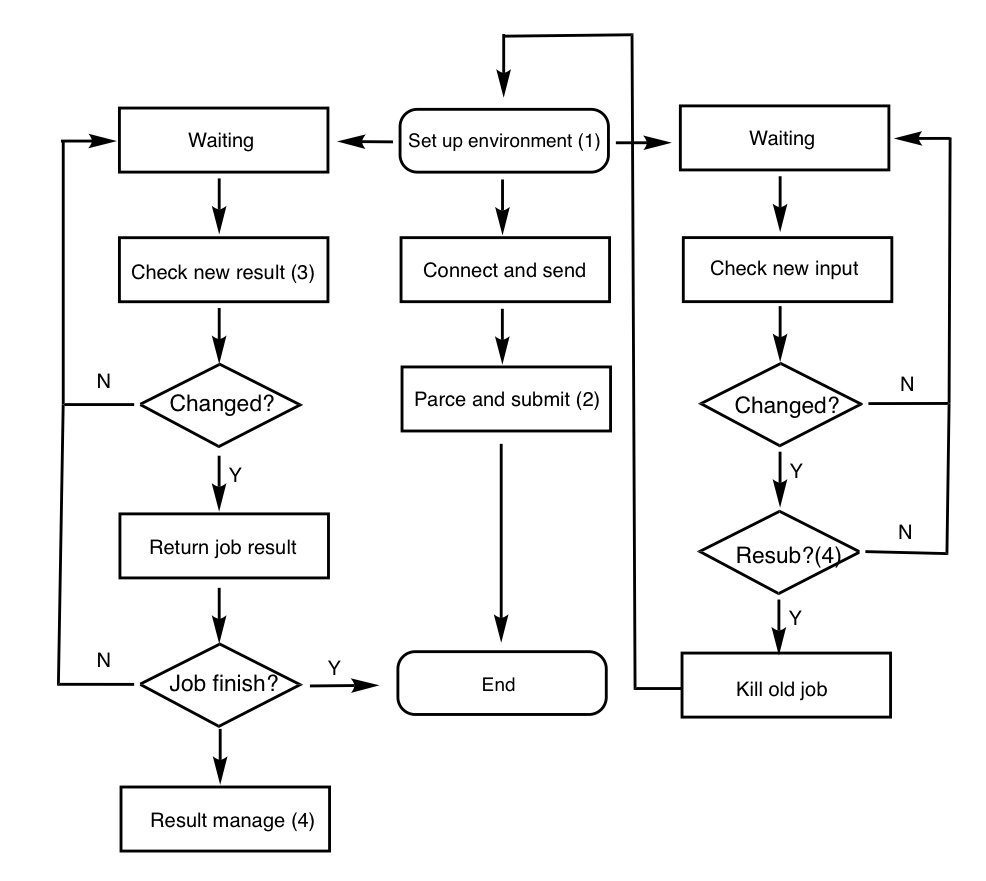 Waiting
Set up environment (1)
Waiting
Check new result (3)
Connect and send
Check new input
N
Changed?
Parce and submit (2)
Changed?
N
Y
Y
Return job result
Resub?(4)
N
Y
N
Job finish?
Y
End
Kill old job
Result manage (4)